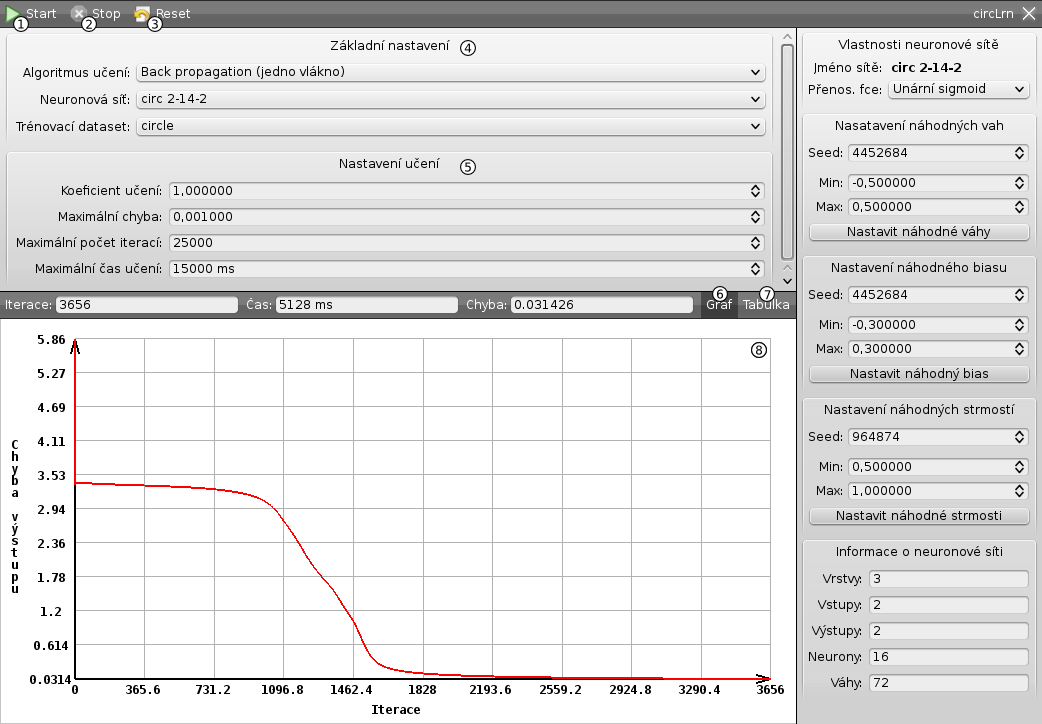 Start Stop Reset circLrn
1 2 3
Základní nastavení 4
Algoritmus učení: Back propagation (jedno vlákno)
Neuronová síť: circ 2-14-2
Trénovací dataset: circle
Nastavení učení 5
Koeficient učení: 1,000000
Maximální chyba: 0,001000
Maximální počet iterací: 25000
Maximální čas učení: 15000 ms
Iterace: 3656 Čas: 5128 ms Chyba: 0.031426 6 Graf 7 Tabulka
8
5.86
5.27
4.69
4.11
3.53
2.94
2.36
1.78
1.2
0.614
0.0314
Chyba výstupu
0 365.6 731.2 1096.8 1462.4 1828 2193.6 2559.2 2924.8 3290.4 3656
Iterace
Vlastnosti neuronové sítě
Jméno sítě: circ 2-14-2
Přenos. fce: Unární sigmoid
Nasatavení náhodných vah
Seed: 4452684
Min: -0,500000
Max: 0,500000
Nastavit náhodné váhy
Nastavení náhodného biasu
Seed: 4452684
Min: -0,300000
Max: 0,300000
Nastavit náhodný bias
Nastavení náhodných strmostí
Seed: 964874
Min: 0,500000
Max: 1,000000
Nastavit náhodné strmosti
Informace o neuronové síti
Vrstvy: 3
Vstupy: 2
Výstupy: 2
Neurony: 16
Váhy: 72